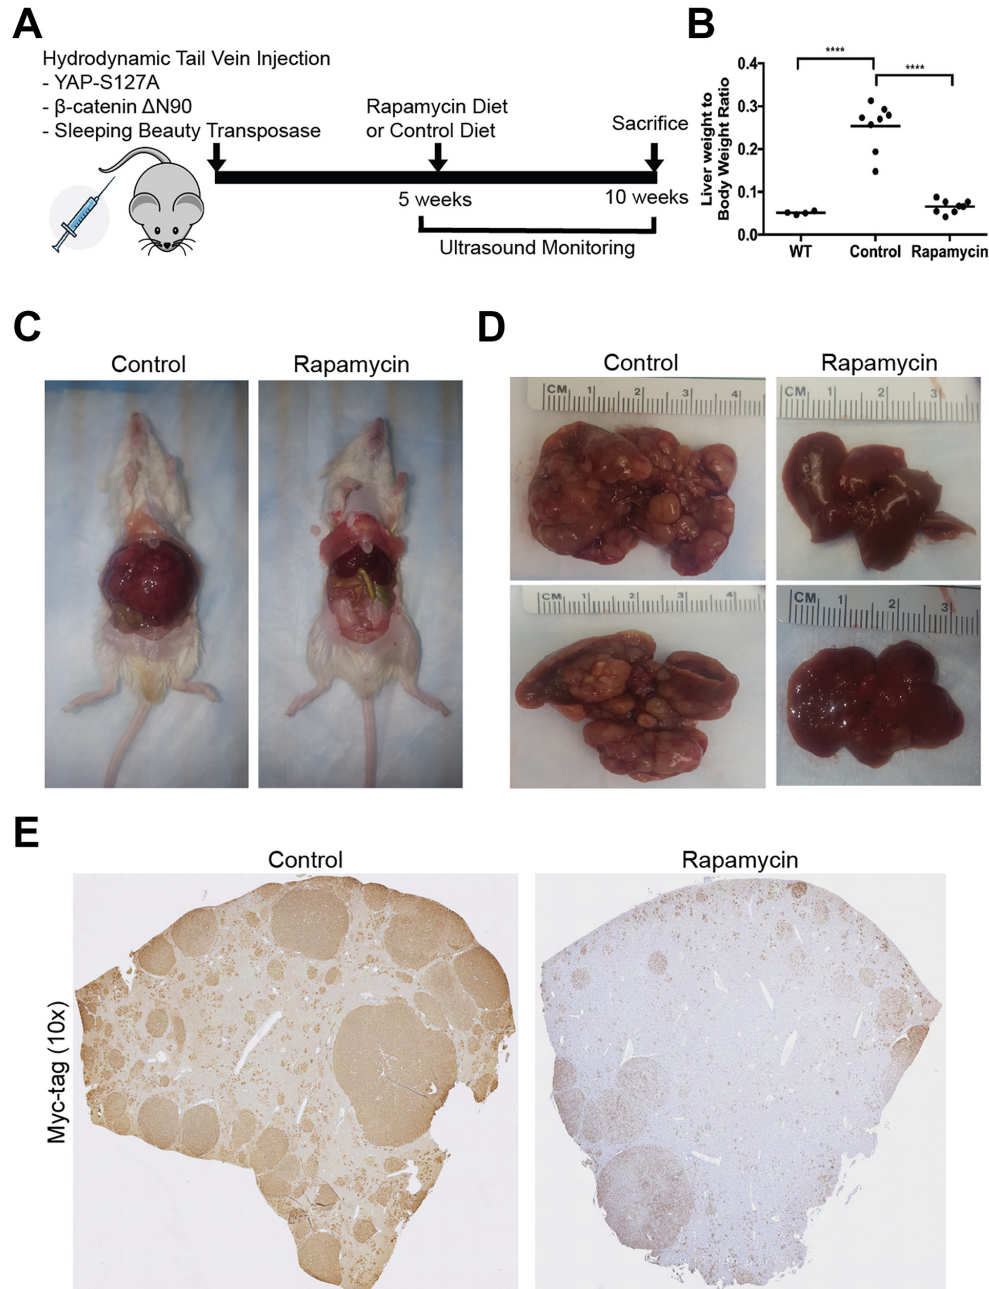 A
Hydrodynamic Tail Vein Injection
- YAP-S127A
- β-catenin ΔN90
- Sleeping Beauty Transposase
Rapamycin Diet
or Control Diet
Sacrifice
5 weeks
10 weeks
Ultrasound Monitoring
B
Liver weight to
Body Weight Ratio
0.4
0.3
0.2
0.1
0.0
****
****
WT
Control
Rapamycin
C
Control
Rapamycin
D
Control
Rapamycin
CM 1 2 3 4
CM 1 2 3
CM 1 2 3 4
CM 1 2 3
E
Control
Rapamycin
Myc-tag (10x)